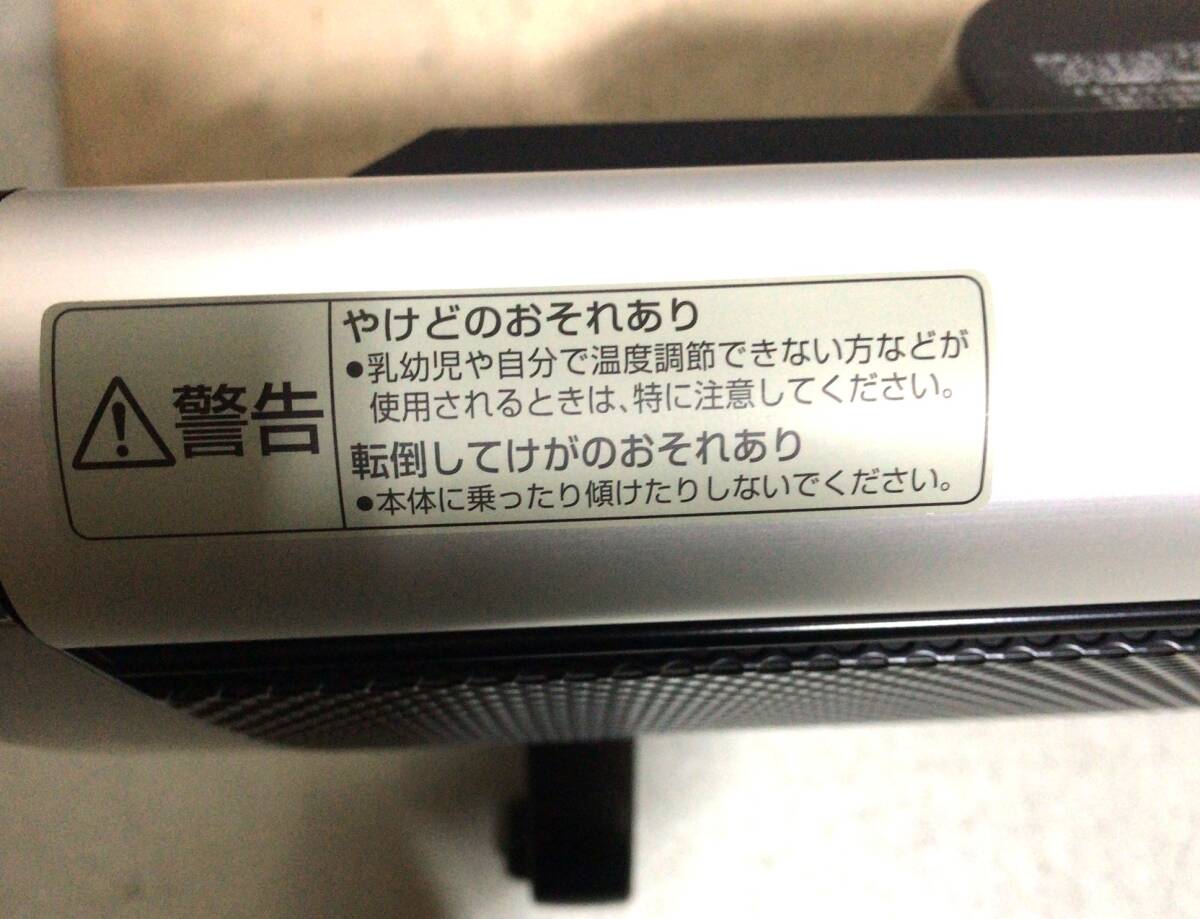 警告
やけどのおそれあり
●乳幼児や自分で温度調節できない方などが
使用されるときは、特に注意してください。
転倒してけがのおそれあり
●本体に乗ったり傾けたりしないでください。